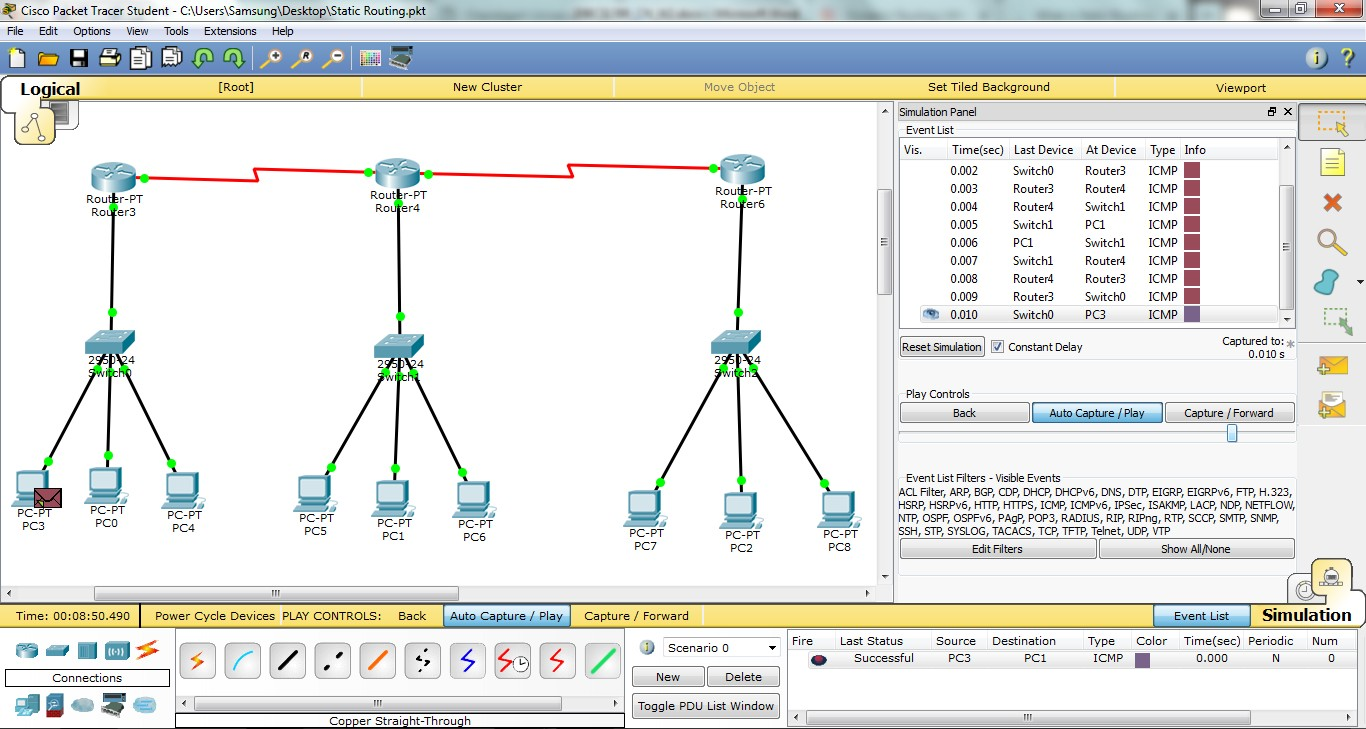 Cisco Packet Tracer Student - C:\Users\Samsung\Desktop\Static Routing.pkt
File Edit Options View Tools Extensions Help
Logical [Root] New Cluster Move Object Set Tiled Background Viewport
Router-PT
Router3
Router-PT
Router4
Router-PT
Router6
2950-24
Switch0
2950-24
Switch1
2950-24
Switch2
PC-PT
PC3
PC-PT
PC0
PC-PT
PC4
PC-PT
PC5
PC-PT
PC1
PC-PT
PC6
PC-PT
PC7
PC-PT
PC2
PC-PT
PC8
Simulation Panel
Event List
Vis. Time(sec) Last Device At Device Type Info
0.002 Switch0 Router3 ICMP
0.003 Router3 Router4 ICMP
0.004 Router4 Switch1 ICMP
0.005 Switch1 PC1 ICMP
0.006 PC1 Switch1 ICMP
0.007 Switch1 Router4 ICMP
0.008 Router4 Router3 ICMP
0.009 Router3 Switch0 ICMP
0.010 Switch0 PC3 ICMP
Reset Simulation Constant Delay Captured to: *
0.010 s
Play Controls
Back Auto Capture / Play Capture / Forward
Event List Filters - Visible Events
ACL Filter, ARP, BGP, CDP, DHCP, DHCPv6, DNS, DTP, EIGRP, EIGRPv6, FTP, H.323,
HSRP, HSRPv6, HTTP, HTTPS, ICMP, ICMPv6, IPSec, ISAKMP, LACP, NDP, NETFLOW,
NTP, OSPF, OSPFv6, PAgP, POP3, RADIUS, RIP, RIPng, RTP, SCCP, SMTP, SNMP,
SSH, STP, SYSLOG, TACACS, TCP, TFTP, Telnet, UDP, VTP
Edit Filters Show All/None
Time: 00:08:50.490 Power Cycle Devices PLAY CONTROLS: Back Auto Capture / Play Capture / Forward Event List Simulation
Connections
Copper Straight-Through
Scenario 0
New Delete
Toggle PDU List Window
Fire Last Status Source Destination Type Color Time(sec) Periodic Num
Successful PC3 PC1 ICMP 0.000 N 0